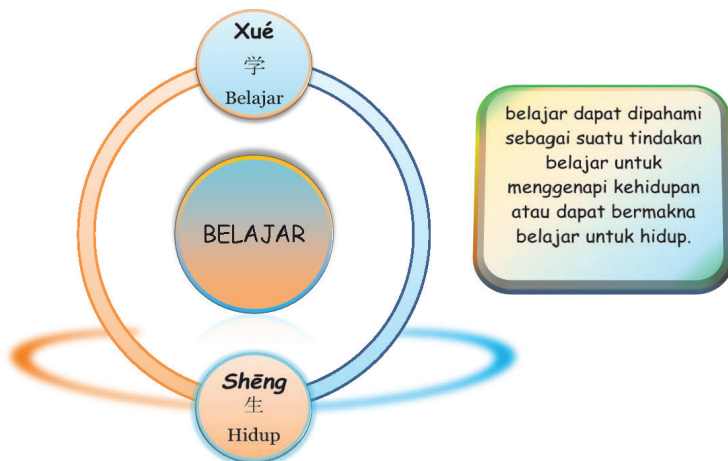 Xué
学
Belajar
BELAJAR
Shēng
生
Hidup
belajar dapat dipahami
sebagai suatu tindakan
belajar untuk
menggenapi kehidupan
atau dapat bermakna
belajar untuk hidup.